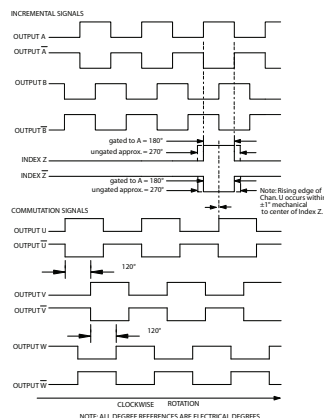 INCREMENTAL SIGNALS
OUTPUT A
OUTPUT A
OUTPUT B
OUTPUT B
gated to A = 180°
ungated approx. = 270°
INDEX Z
INDEX Z
gated to A = 180°
ungated approx. = 270°
Note: Rising edge of
Chan. U occurs within
±1° mechanical
to center of Index Z.
COMMUTATION SIGNALS
OUTPUT U
OUTPUT U
120°
OUTPUT V
OUTPUT V
120°
OUTPUT W
OUTPUT W
CLOCKWISE ROTATION
NOTE: ALL DEGREE REFERENCES ARE ELECTRICAL DEGREES